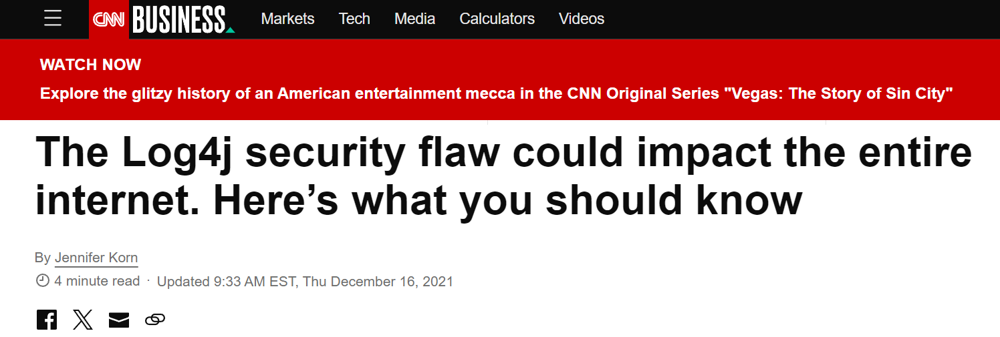 CNN BUSINESS Markets Tech Media Calculators Videos
WATCH NOW
Explore the glitzy history of an American entertainment mecca in the CNN Original Series "Vegas: The Story of Sin City"
The Log4j security flaw could impact the entire
internet. Here’s what you should know
By Jennifer Korn
4 minute read · Updated 9:33 AM EST, Thu December 16, 2021